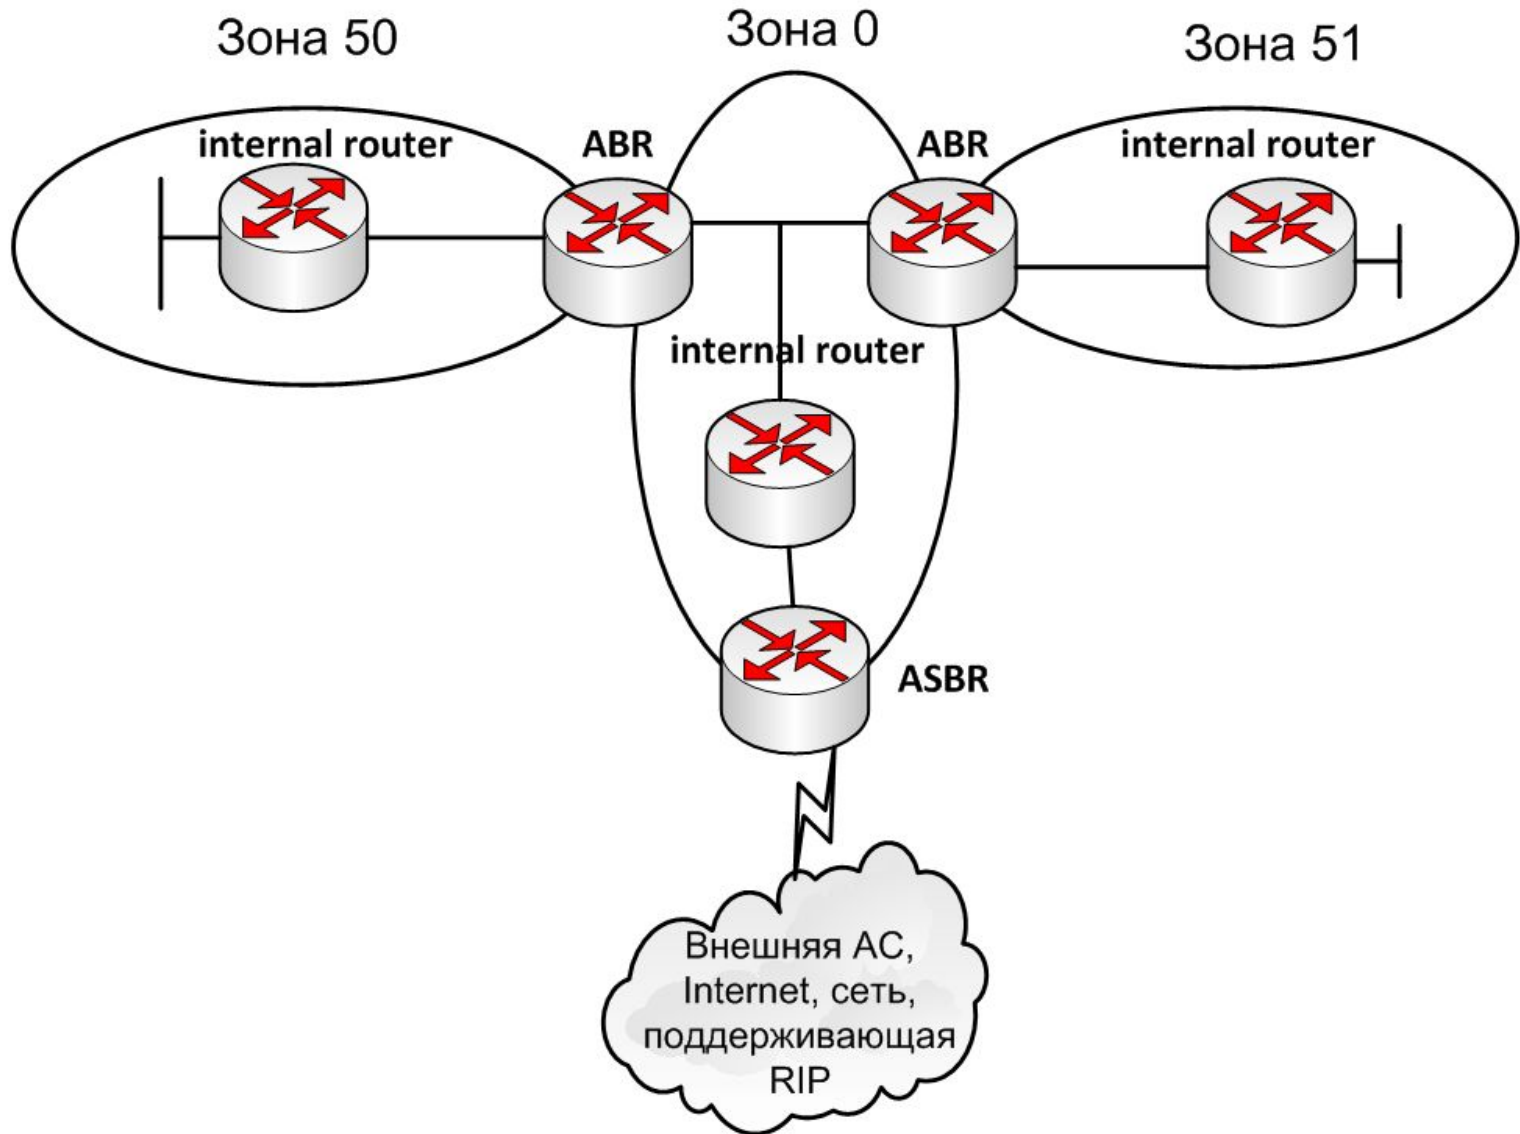 Зона 50
Зона 0
Зона 51
internal router
ABR
ABR
internal router
internal router
ASBR
Внешняя АС,
Internet, сеть,
поддерживающая
RIP